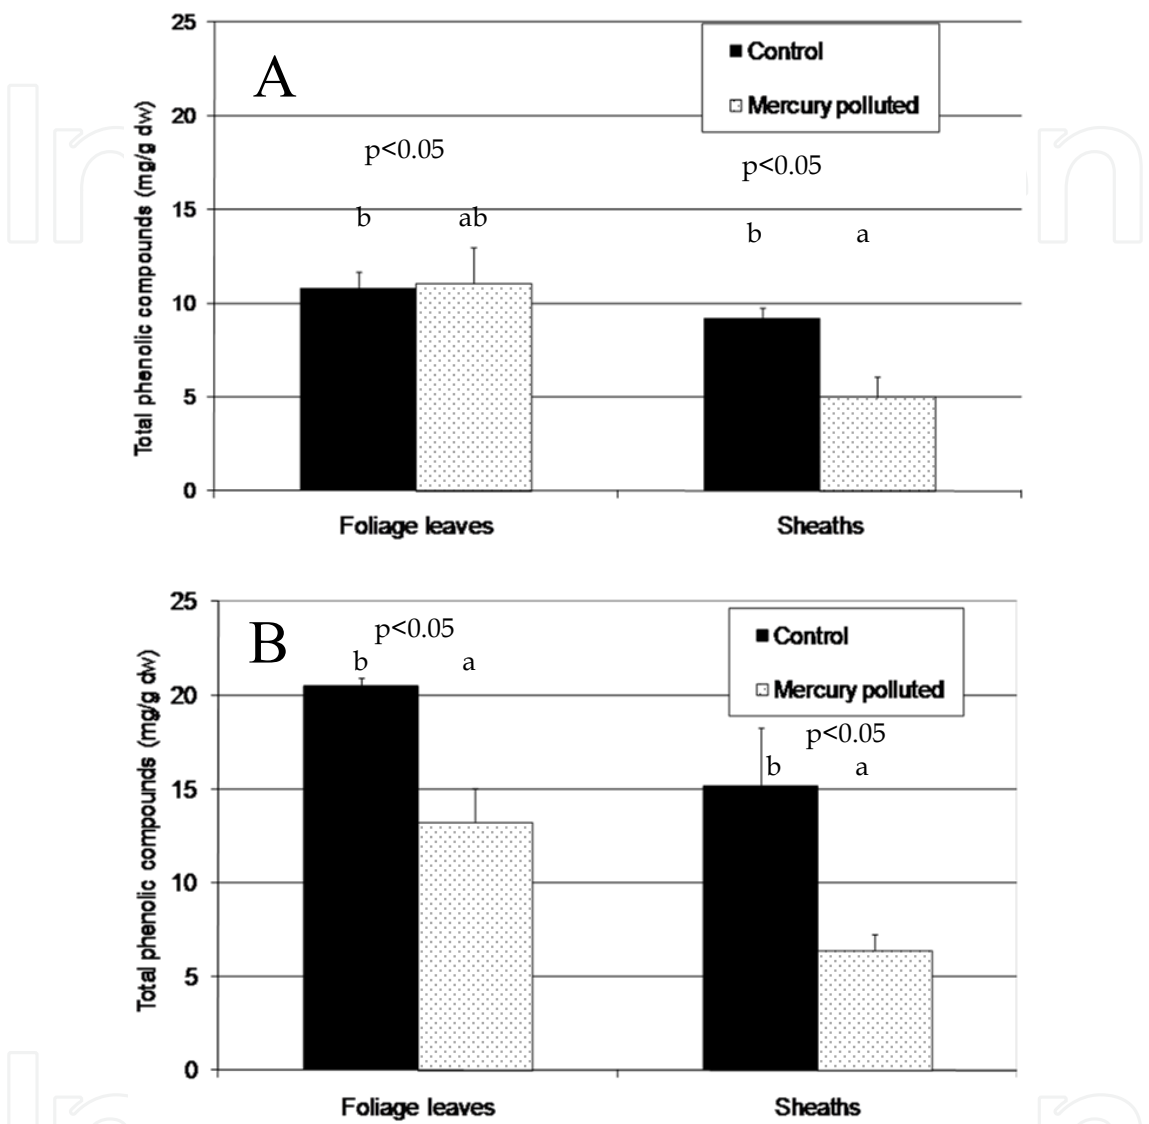 A
Control
Mercury polluted
25
20
15
10
5
0
Total phenolic compounds (mg/g dw)
p<0.05
p<0.05
b
ab
b
a
Foliage leaves
Sheaths
B
Control
Mercury polluted
25
20
15
10
5
0
Total phenolic compounds (mg/g dw)
p<0.05
b
a
p<0.05
b
a
Foliage leaves
Sheaths